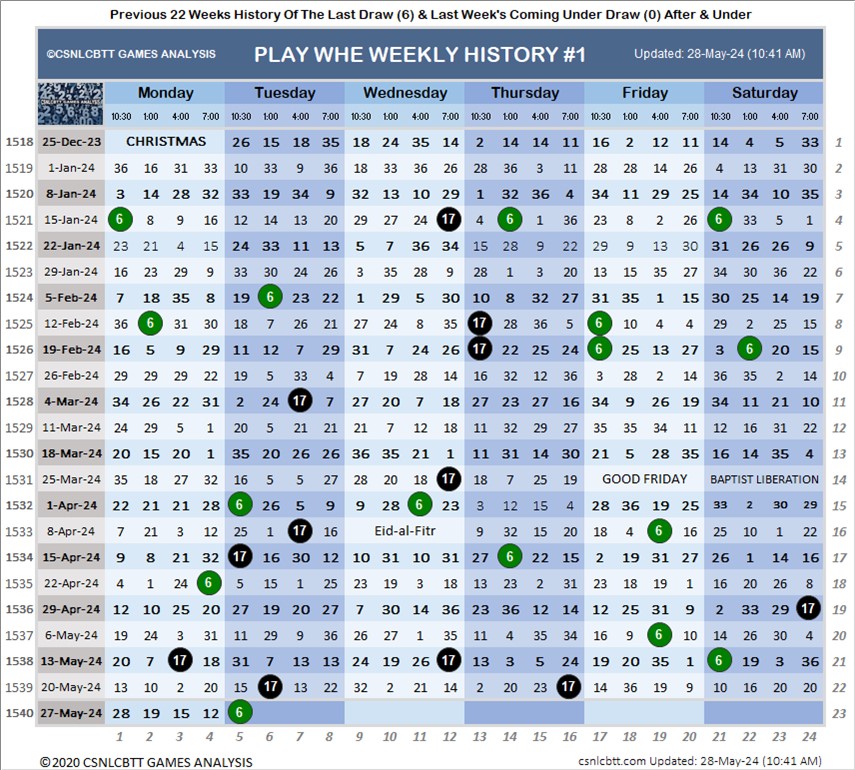 Previous 22 Weeks History Of The Last Draw (6) & Last Week's Coming Under Draw (0) After & Under
©CSNLCBTT GAMES ANALYSIS PLAY WHE WEEKLY HISTORY #1 Updated: 28-May-24 (10:41 AM)
Monday Tuesday Wednesday Thursday Friday Saturday
10:30 1:00 4:00 7:00 10:30 1:00 4:00 7:00 10:30 1:00 4:00 7:00 10:30 1:00 4:00 7:00 10:30 1:00 4:00 7:00 10:30 1:00 4:00 7:00
1518 25-Dec-23 CHRISTMAS 26 15 18 35 18 24 35 14 2 14 14 11 16 2 12 11 14 4 5 33 1
1519 1-Jan-24 36 16 31 33 10 33 9 36 18 33 36 26 28 36 3 11 28 28 14 26 4 13 31 30 2
1520 8-Jan-24 3 14 28 32 33 19 34 9 32 13 10 29 1 32 36 4 34 11 29 25 14 34 10 35 3
1521 15-Jan-24 6 8 9 16 12 14 13 20 29 27 24 17 4 6 1 36 23 8 2 26 6 33 5 1 4
1522 22-Jan-24 23 21 4 15 24 33 11 13 5 7 36 34 15 28 9 22 29 9 13 30 31 26 26 9 5
1523 29-Jan-24 16 23 29 9 33 30 24 26 3 35 28 9 28 1 3 20 13 15 35 27 34 30 36 22 6
1524 5-Feb-24 7 18 35 8 19 6 23 22 1 29 5 30 10 8 32 27 31 35 1 15 30 25 14 19 7
1525 12-Feb-24 36 6 31 30 18 7 26 21 27 24 8 35 17 28 36 5 6 10 4 4 29 2 25 15 8
1526 19-Feb-24 16 5 9 29 11 12 7 29 31 7 24 26 17 22 25 24 6 25 13 27 3 6 20 15 9
1527 26-Feb-24 29 29 29 22 19 5 33 4 7 19 28 14 16 32 12 36 3 28 2 14 36 35 2 14 10
1528 4-Mar-24 34 26 22 31 2 24 17 7 27 20 7 18 27 23 27 16 34 9 26 19 34 11 21 10 11
1529 11-Mar-24 24 29 5 1 20 5 21 21 21 7 12 18 11 23 14 27 35 35 34 11 12 16 31 22 12
1530 18-Mar-24 20 15 20 1 35 20 26 26 36 35 21 1 11 31 14 30 21 5 28 35 16 14 35 4 13
1531 25-Mar-24 35 18 27 32 16 5 5 27 28 20 18 17 18 7 25 19 GOOD FRIDAY BAPTIST LIBERATION 14
1532 1-Apr-24 22 21 21 28 6 26 5 9 9 28 6 23 3 12 15 4 28 36 19 25 33 2 30 29 15
1533 8-Apr-24 7 21 3 12 25 1 17 16 Eid-al-Fitr 9 32 15 20 18 4 6 19 25 10 1 22 16
1534 15-Apr-24 9 8 21 32 17 16 30 12 10 31 10 31 27 6 22 15 2 19 31 27 26 1 14 16 17
1535 22-Apr-24 4 1 24 6 5 15 1 25 23 19 3 18 13 23 2 31 23 18 19 1 16 20 26 8 18
1536 29-Apr-24 12 10 25 20 27 19 20 27 7 30 14 36 23 36 12 14 12 25 31 9 2 33 29 17 19
1537 6-May-24 19 24 3 31 11 29 9 36 26 27 1 35 11 4 35 34 16 9 6 10 14 26 30 4 20
1538 13-May-24 20 7 17 18 31 7 13 13 24 19 26 17 13 3 5 24 19 20 35 1 6 19 3 36 21
1539 20-May-24 13 10 2 20 15 17 13 22 32 2 21 14 2 20 23 17 14 36 19 9 10 16 20 20 22
1540 27-May-24 28 19 15 12 6 23
1 2 3 4 5 6 7 8 9 10 11 12 13 14 15 16 17 18 19 20 21 22 23 24
©2020 CSNLCBTT GAMES ANALYSIS csnlcbtt.com Updated: 28-May-24 (10:41 AM)